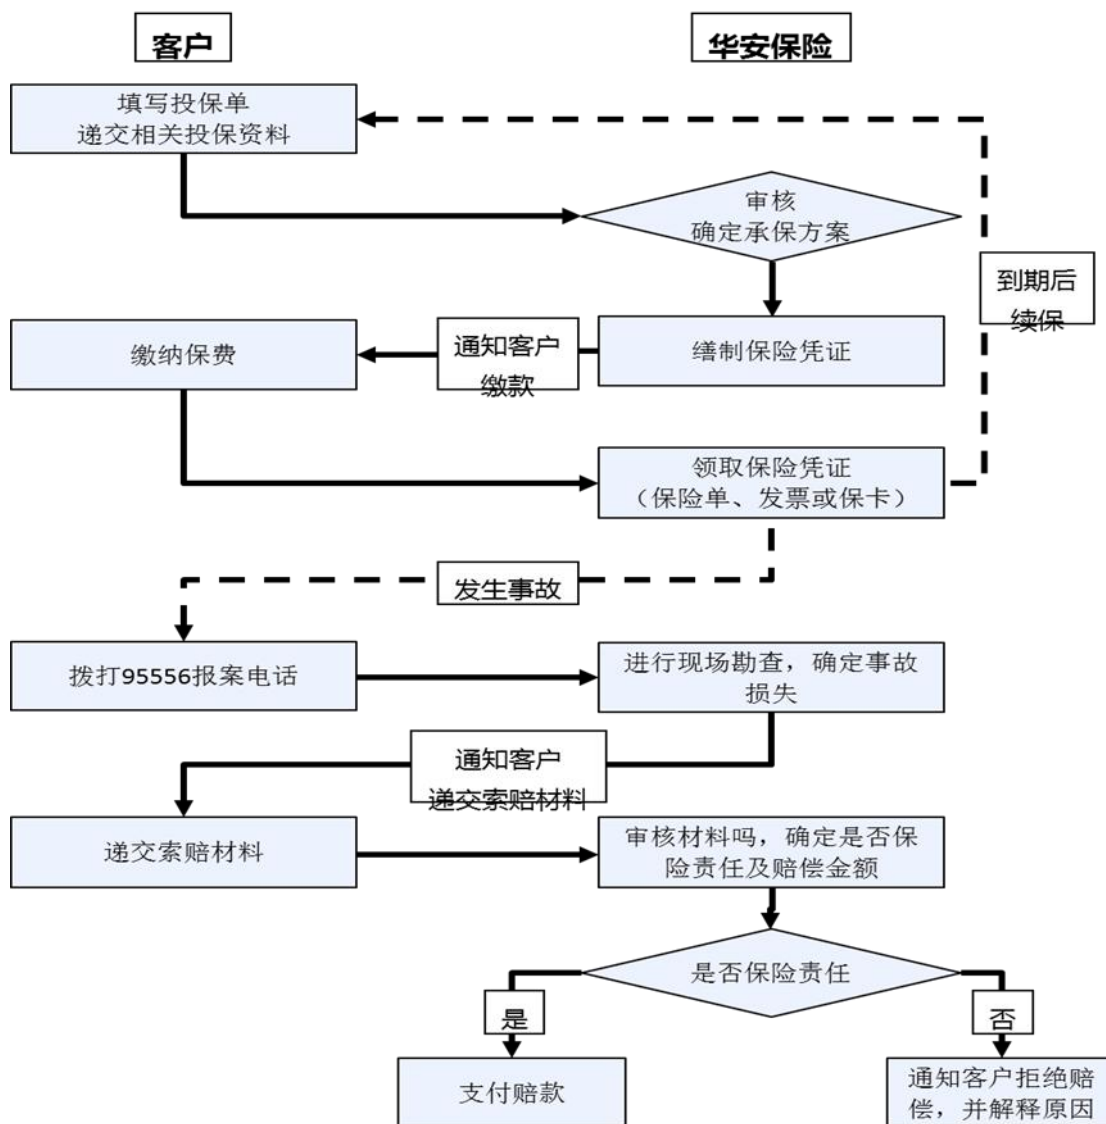 客户
华安保险
填写投保单
递交相关投保资料
审核
确定承保方案
到期后
续保
缴纳保费
通知客户
缴款
缮制保险凭证
领取保险凭证
（保险单、发票或保卡）
发生事故
拨打95556报案电话
进行现场勘查，确定事故
损失
通知客户
递交索赔材料
递交索赔材料
审核材料吗，确定是否保
险责任及赔偿金额
是否保险责任
是
否
支付赔款
通知客户拒绝赔
偿，并解释原因